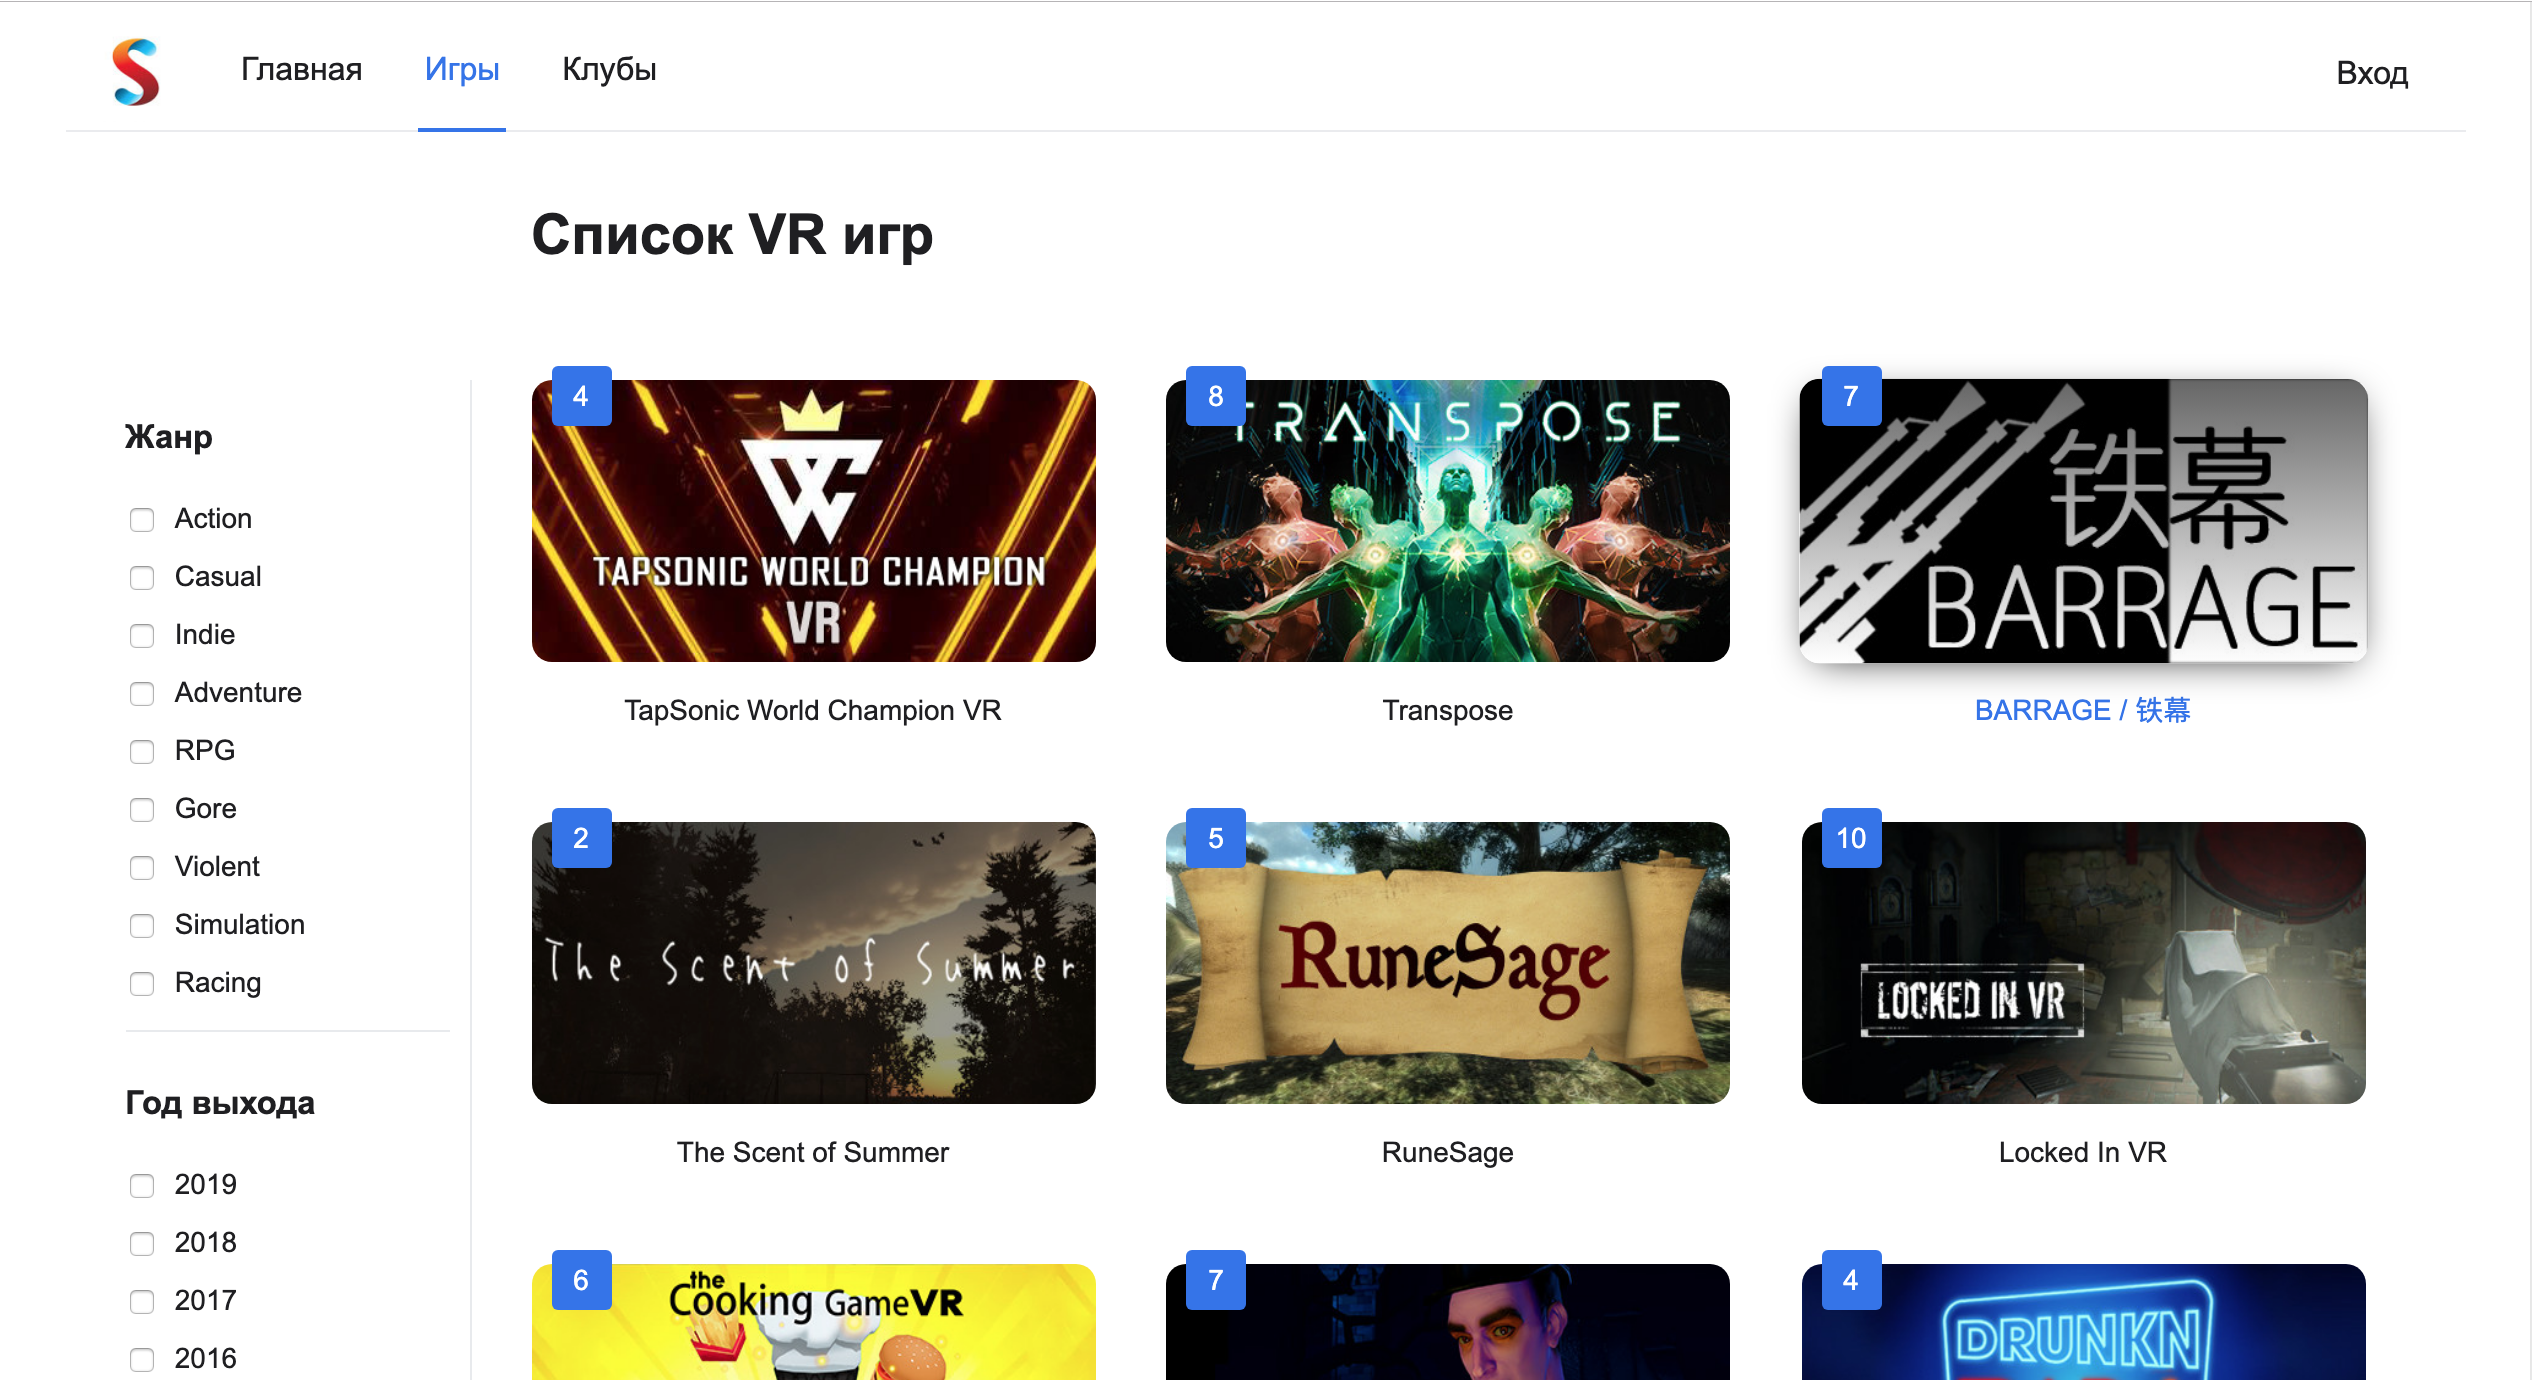 Главная
Игры
Клубы
Вход
Список VR игр
Жанр
Action
Casual
Indie
Adventure
RPG
Gore
Violent
Simulation
Racing
Год выхода
2019
2018
2017
2016
4
TAPSONIC WORLD CHAMPION
VR
TapSonic World Champion VR
8
TRANSPOSE
Transpose
7
铁幕
BARRAGE
BARRAGE / 铁幕
2
The Scent of Summer
The Scent of Summer
5
RuneSage
RuneSage
10
LOCKED IN VR
Locked In VR
6
the
Cooking Game VR
7
4
DRUNKN